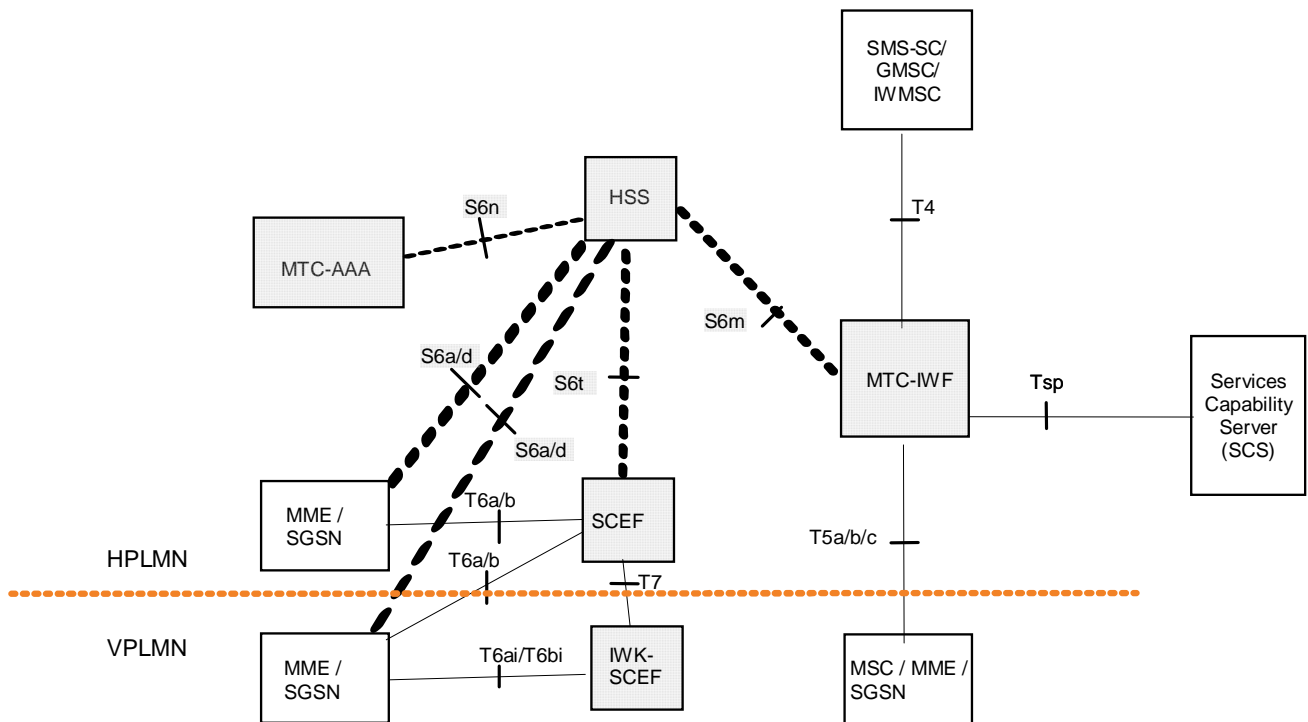 SMS-SC/
GMSC/
IWMSC
HSS
S6n
T4
MTC-AAA
S6m
S6a/d
S6t
MTC-IWF
Tsp
Services
Capability
Server
(SCS)
S6a/d
T6a/b
MME /
SGSN
SCEF
T5a/b/c
HPLMN
T6a/b
T7
VPLMN
T6ai/T6bi
MME /
SGSN
IWK-
SCEF
MSC / MME /
SGSN